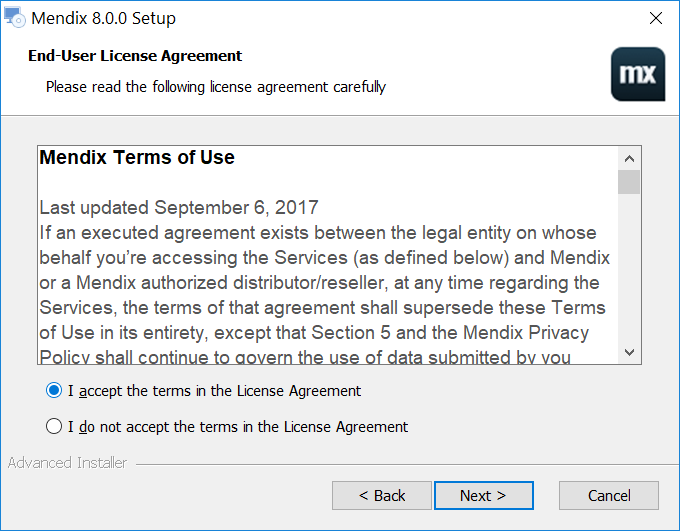 Mendix 8.0.0 Setup
End-User License Agreement
Please read the following license agreement carefully
mx
Mendix Terms of Use
Last updated September 6, 2017
If an executed agreement exists between the legal entity on whose
behalf you're accessing the Services (as defined below) and Mendix
or a Mendix authorized distributor/reseller, at any time regarding the
Services, the terms of that agreement shall supersede these Terms
of Use in its entirety, except that Section 5 and the Mendix Privacy
Policy shall continue to govern the use of data submitted by you
I accept the terms in the License Agreement
I do not accept the terms in the License Agreement
Advanced Installer
< Back
Next >
Cancel